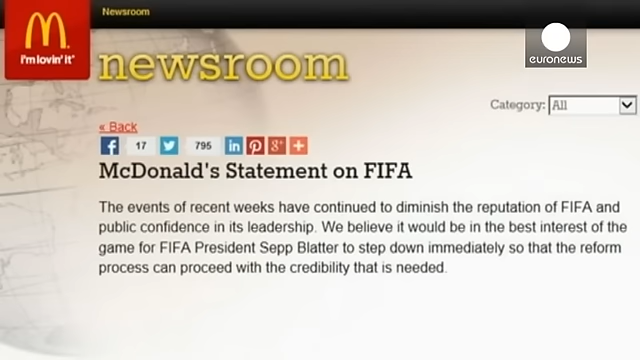 Newsroom
i'm lovin' it®
newsroom
euronews
Category: All
« Back
17 795
McDonald's Statement on FIFA
The events of recent weeks have continued to diminish the reputation of FIFA and
public confidence in its leadership. We believe it would be in the best interest of the
game for FIFA President Sepp Blatter to step down immediately so that the reform
process can proceed with the credibility that is needed.